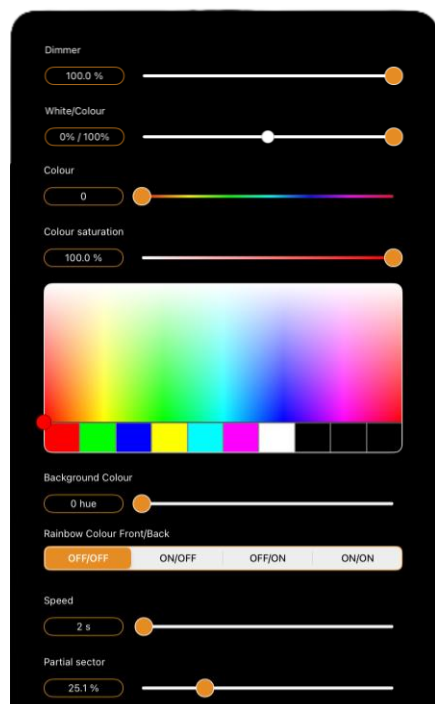 Dimmer
100.0 %
White/Colour
0% / 100%
Colour
0
Colour saturation
100.0 %
Background Colour
0 hue
Rainbow Colour Front/Back
OFF/OFF ON/OFF OFF/ON ON/ON
Speed
2 s
Partial sector
25.1 %